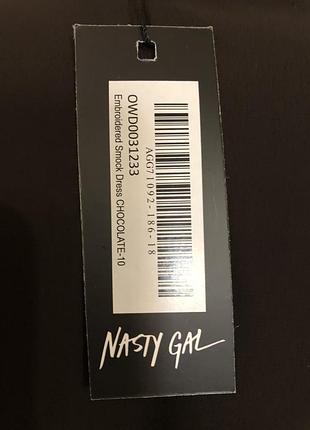 AGG71092-186-18
OWD0031233
Embroidered Smock Dress CHOCOLATE-10
NASTY GAL